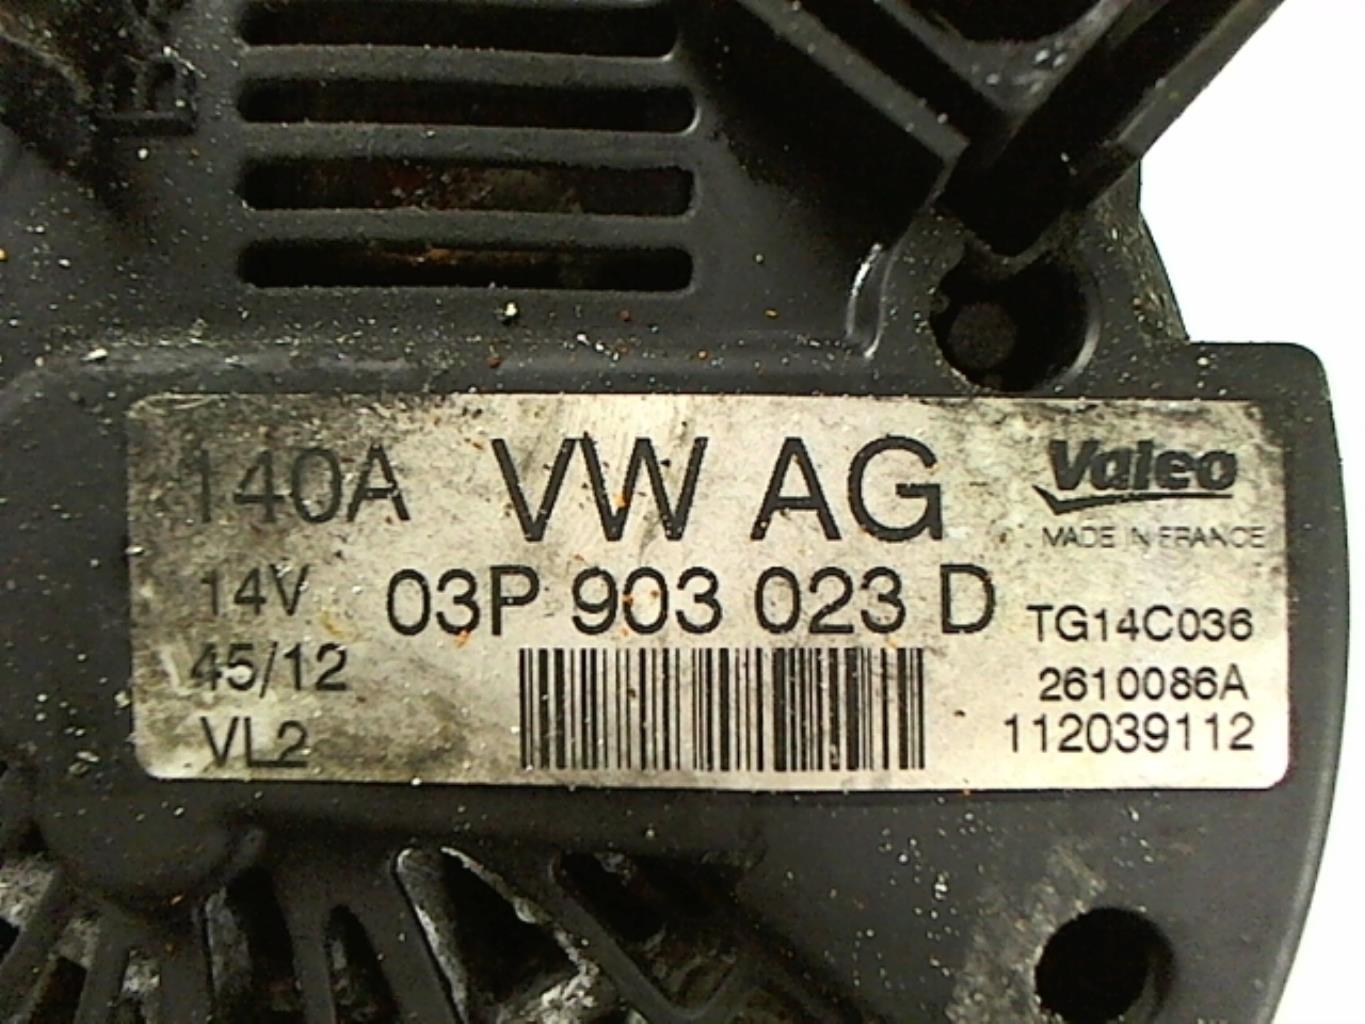 140A VW AG Valeo
MADE IN FRANCE
14V 03P 903 023 D TG14C036
45/12 2610086A
VL2 112039112